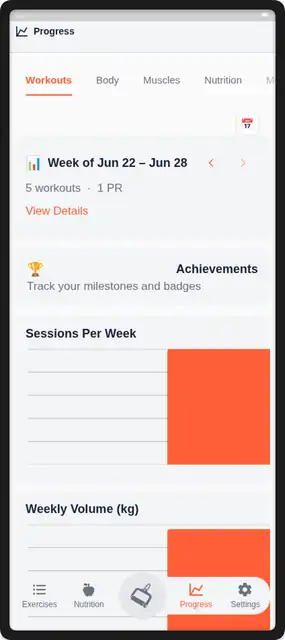 Progress
Workouts Body Muscles Nutrition
Week of Jun 22 – Jun 28
5 workouts · 1 PR
View Details
Achievements
Track your milestones and badges
Sessions Per Week
Weekly Volume (kg)
Exercises Nutrition Progress Settings